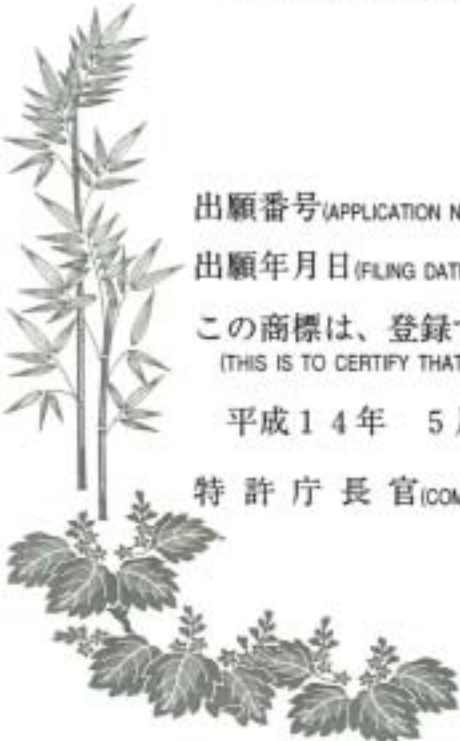 出願番号(APPLICATION N
出願年月日(FILING DAT
この商標は、登録
(THIS IS TO CERTIFY THAT
平成14年 5
特許庁長官(COM